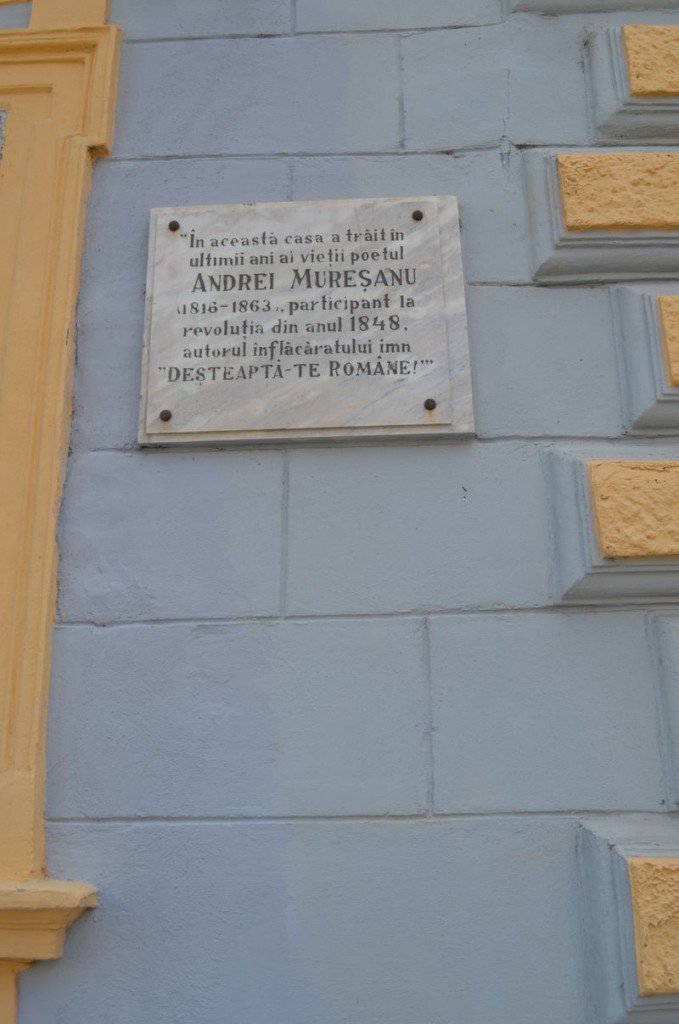 "În această casa a trăit în
ultimii ani ai vieții poetul
ANDREI MUREȘANU
(1816-1863), participant la
revoluția din anul 1848,
autorul înflăcăratului imn
"DEȘTEAPTĂ-TE ROMÂNE!""